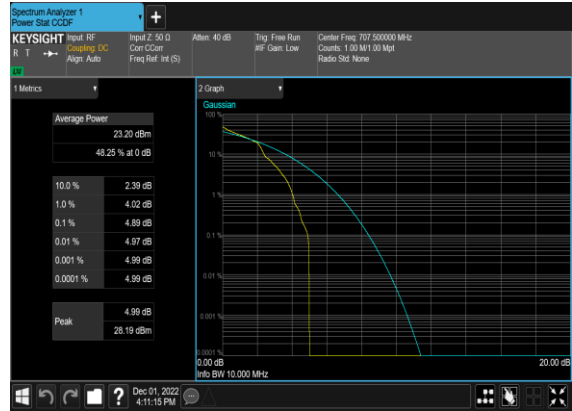 Spectrum Analyzer 1
Power Stat CCDF
KEYSIGHT
R T
LXI
Input: RF
Coupling: DC
Align: Auto
Input Z: 50 Ω
Corr CCorr
Freq Ref: Int (S)
Atten: 40 dB
Trig: Free Run
#IF Gain: Low
Center Freq: 707.500000 MHz
Counts: 1.00 M/1.00 Mpt
Radio Std: None
1 Metrics
Average Power
23.20 dBm
48.25 % at 0 dB
10.0 % 2.39 dB
1.0 % 4.02 dB
0.1 % 4.89 dB
0.01 % 4.97 dB
0.001 % 4.99 dB
0.0001 % 4.99 dB
Peak
4.99 dB
28.19 dBm
2 Graph
Gaussian
100 %
10 %
1 %
0.1 %
0.01 %
0.001 %
0.0001 %
0.00 dB
20.00 dB
Info BW 10.000 MHz
Dec 01, 2022
4:11:15 PM